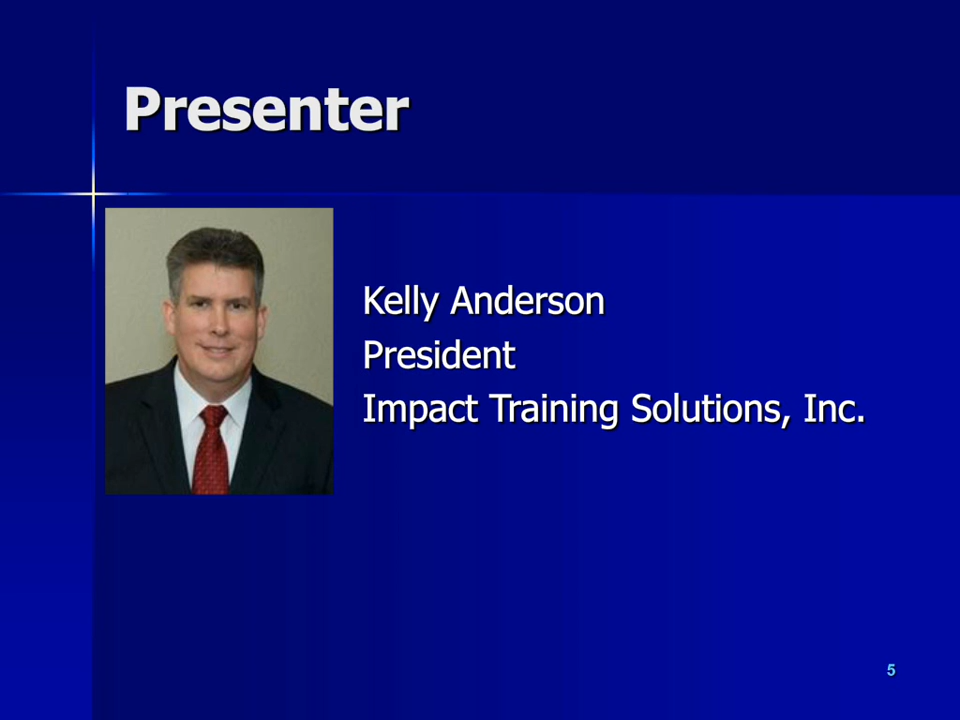 Presenter
Kelly Anderson
President
Impact Training Solutions, Inc.
5